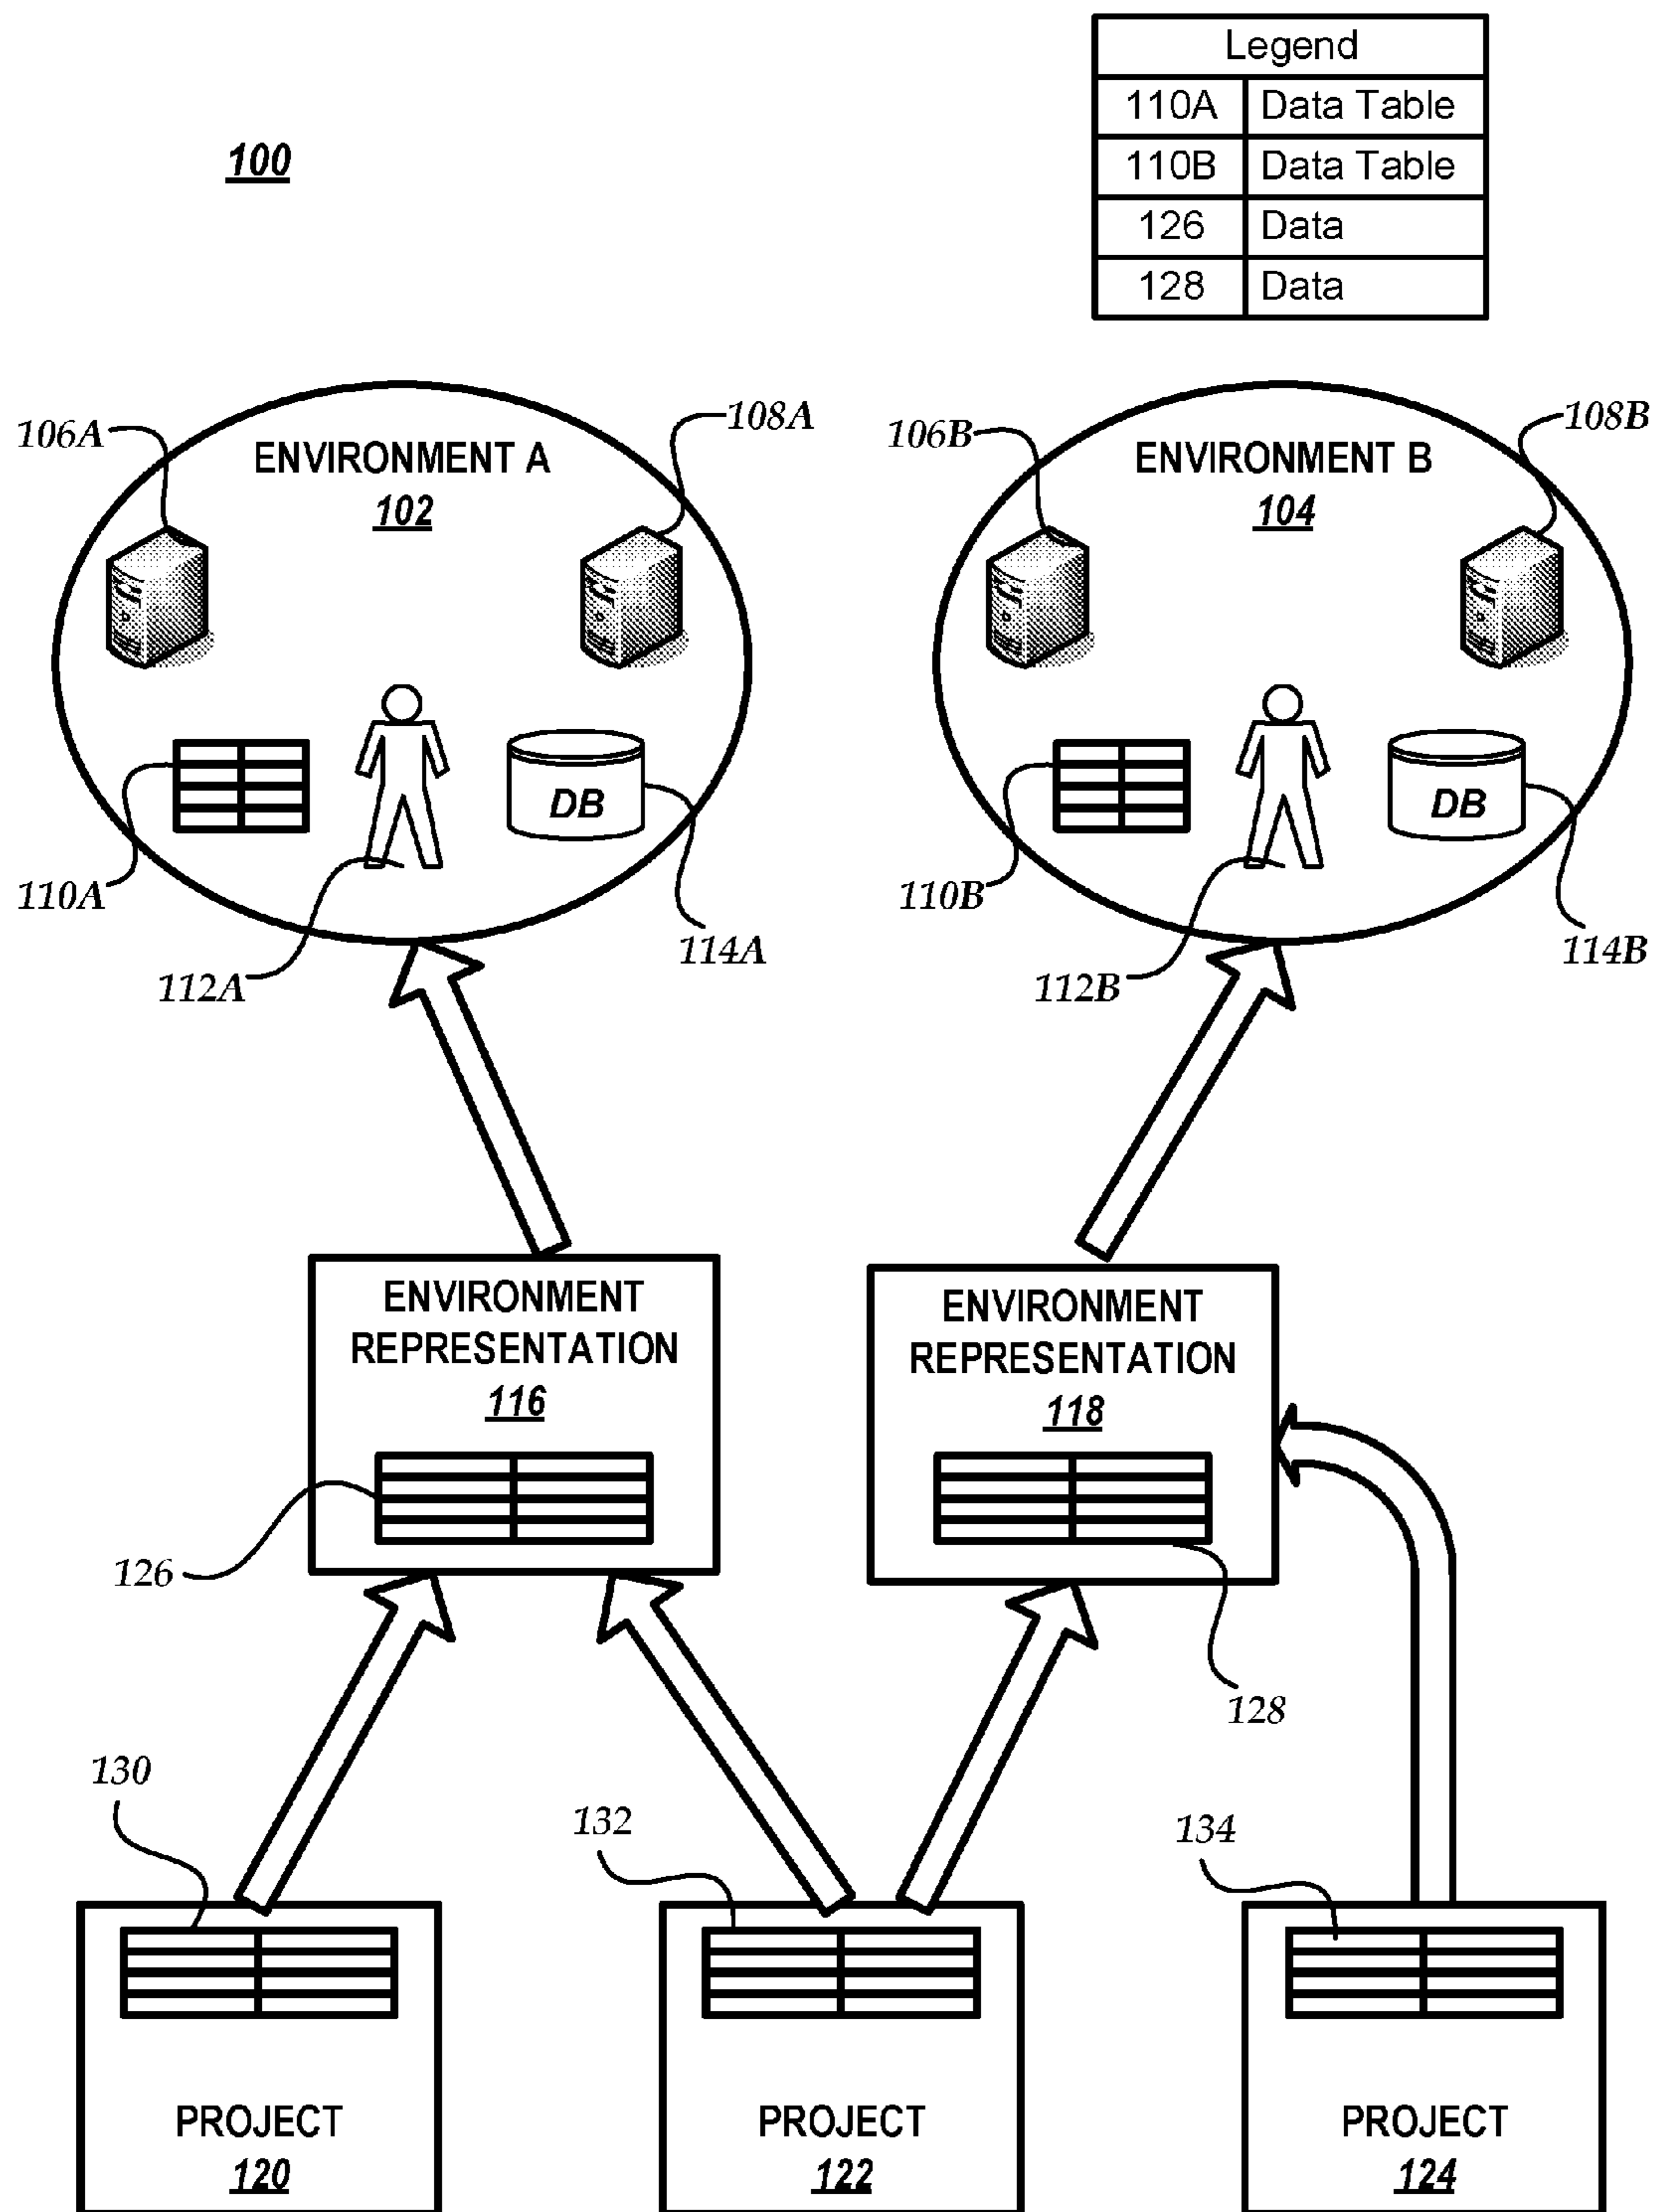 Legend
110A Data Table
110B Data Table
126 Data
128 Data
100
106A
ENVIRONMENT A
102
108A
110A
112A
DB
114A
106B
ENVIRONMENT B
104
108B
110B
112B
DB
114B
ENVIRONMENT
REPRESENTATION
116
126
ENVIRONMENT
REPRESENTATION
118
128
130
PROJECT
120
132
PROJECT
122
134
PROJECT
124